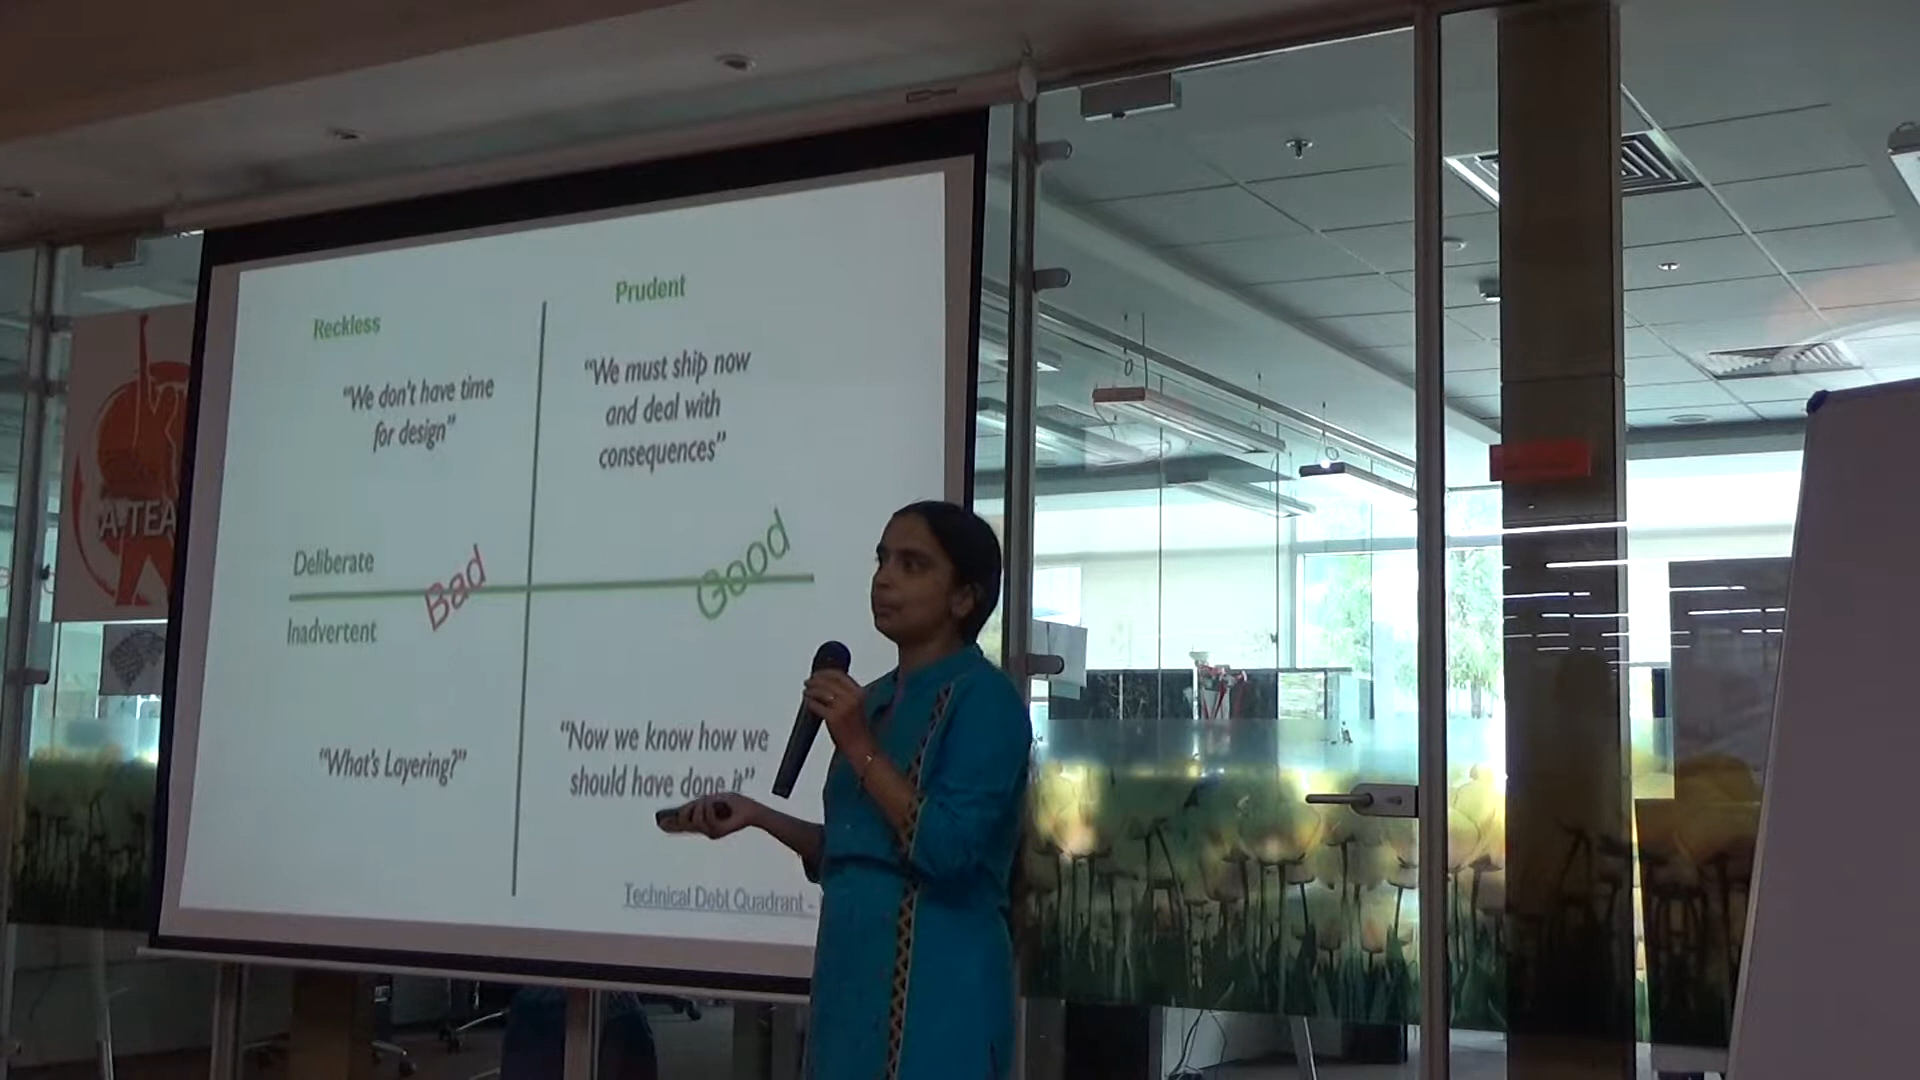 Reckless
Prudent
“We don’t have time
for design”
“We must ship now
and deal with
consequences”
Deliberate
Bad
Good
Inadvertent
“What’s Layering?”
“Now we know how we
should have done it”
Technical Debt Quadrant -
A-TEA